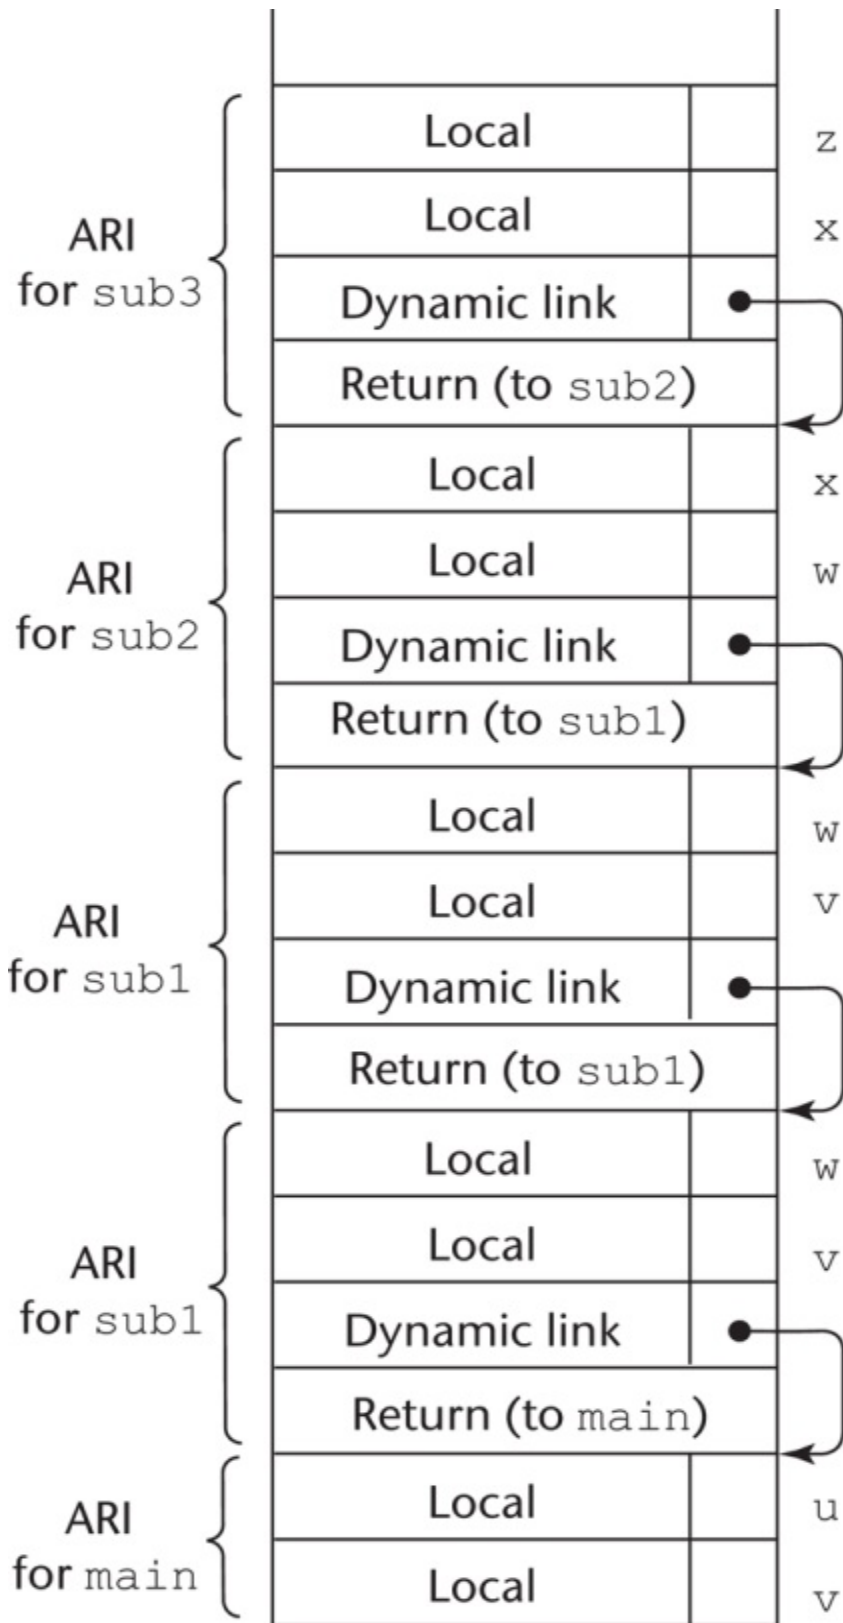 Local
z
Local
x
ARI
for sub3
Dynamic link
Return (to sub2)
Local
x
Local
w
ARI
for sub2
Dynamic link
Return (to sub1)
Local
w
Local
v
ARI
for sub1
Dynamic link
Return (to sub1)
Local
w
Local
v
ARI
for sub1
Dynamic link
Return (to main)
Local
u
ARI
for main
Local
v